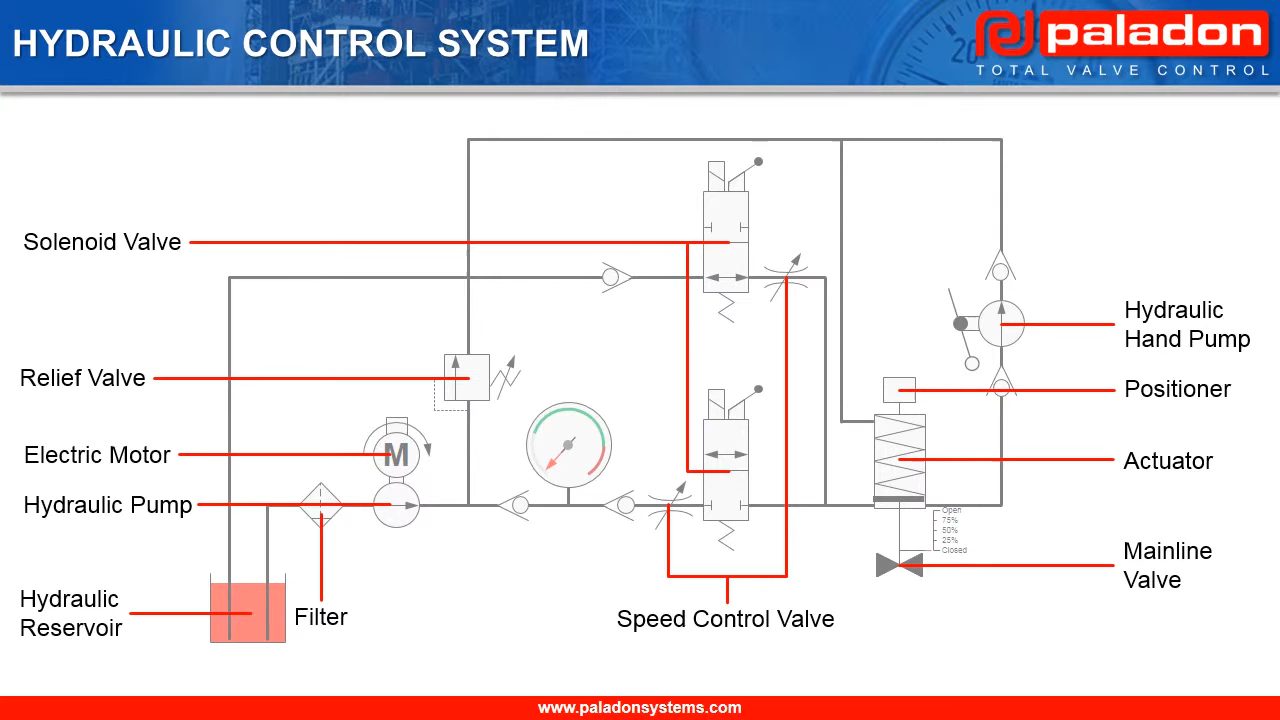 HYDRAULIC CONTROL SYSTEM
paladon
TOTAL VALVE CONTROL
Solenoid Valve
Relief Valve
Electric Motor
M
Hydraulic Pump
Hydraulic
Reservoir
Filter
Speed Control Valve
Hydraulic
Hand Pump
Positioner
Actuator
Open
75%
50%
25%
Closed
Mainline
Valve
www.paladonsystems.com